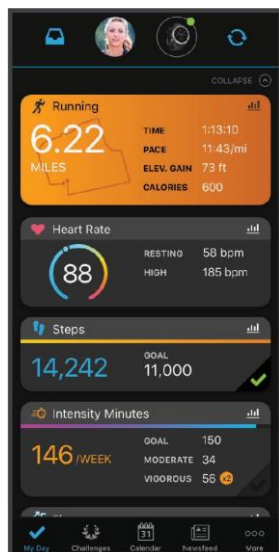 COLLAPSE
Running
6.22
MILES
TIME 1:13:10
PACE 11:43/mi
ELEV. GAIN 73 ft
CALORIES 600
Heart Rate
88
RESTING 58 bpm
HIGH 185 bpm
Steps
14,242
GOAL
11,000
Intensity Minutes
146 /WEEK
GOAL 150
MODERATE 34
VIGOROUS 56 x2
31
My Day Challenges Calendar Newsfeed More